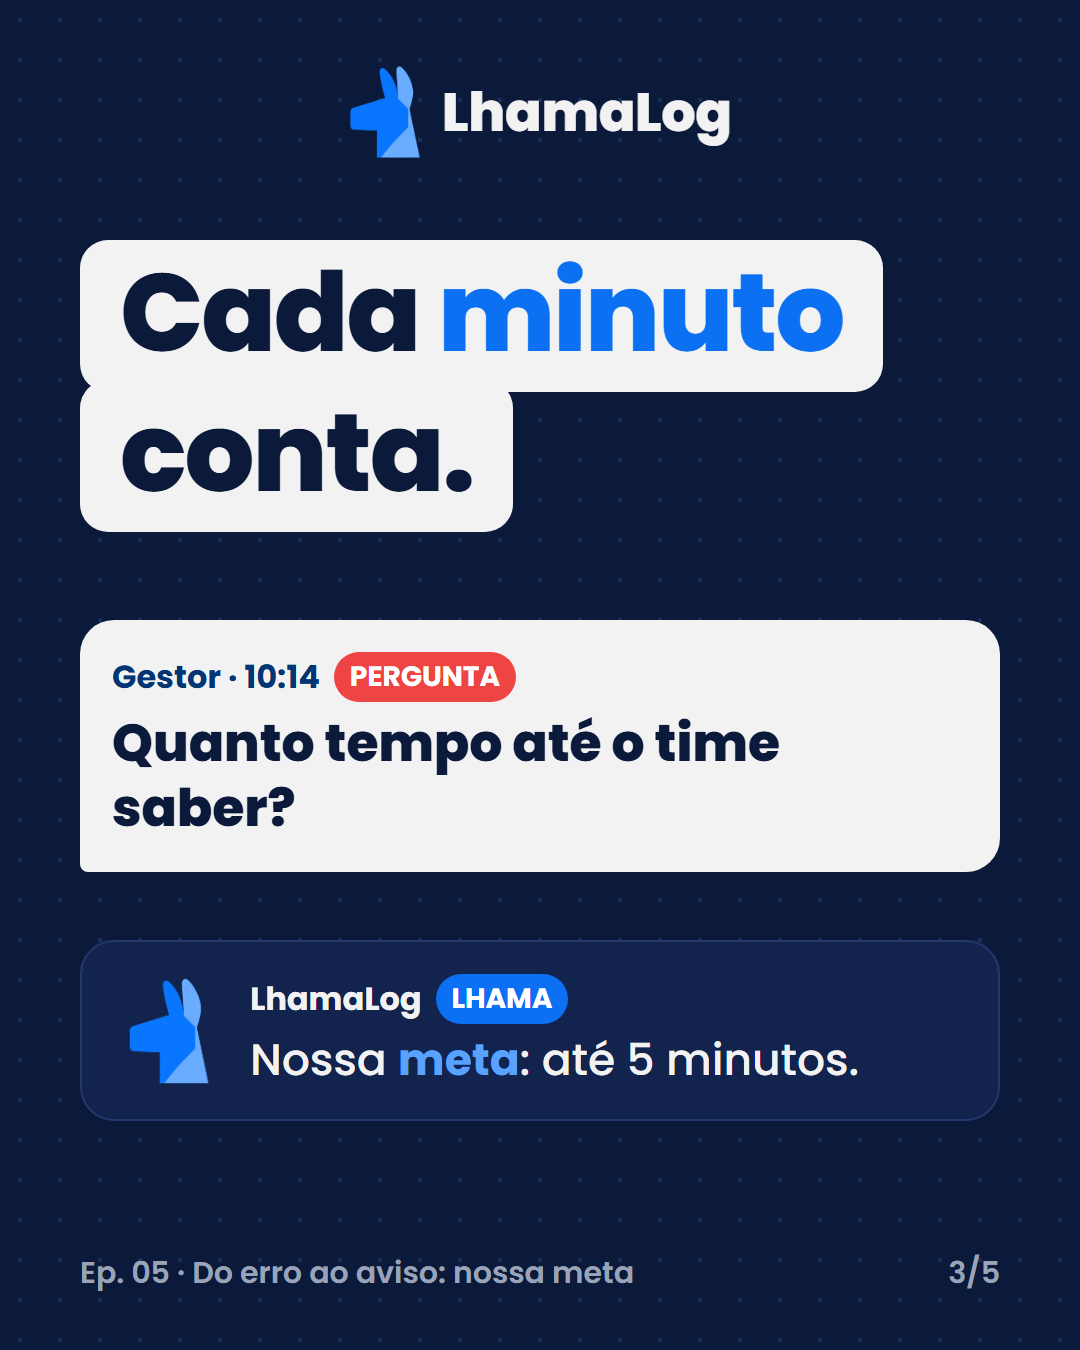 LhamaLog
Cada minuto
conta.
Gestor · 10:14 PERGUNTA
Quanto tempo até o time
saber?
LhamaLog LHAMA
Nossa meta: até 5 minutos.
Ep. 05 · Do erro ao aviso: nossa meta 3/5